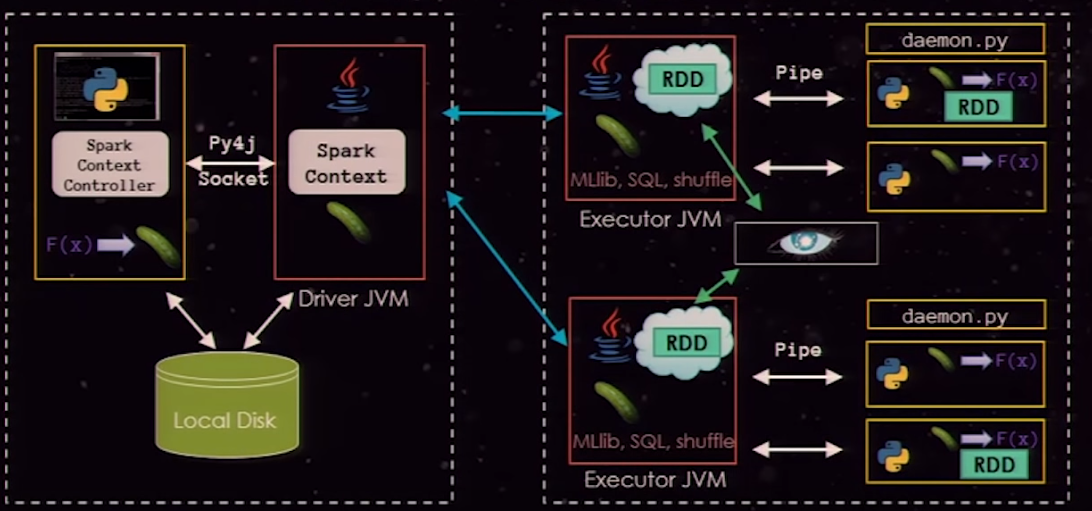 Spark
Context
Controller
F(x)
Py4j
Socket
Spark
Context
Driver JVM
Local Disk
RDD
MLlib, SQL, shuffle
Executor JVM
Pipe
daemon.py
F(x)
RDD
F(x)
RDD
MLlib, SQL, shuffle
Executor JVM
Pipe
daemon.py
F(x)
F(x)
RDD